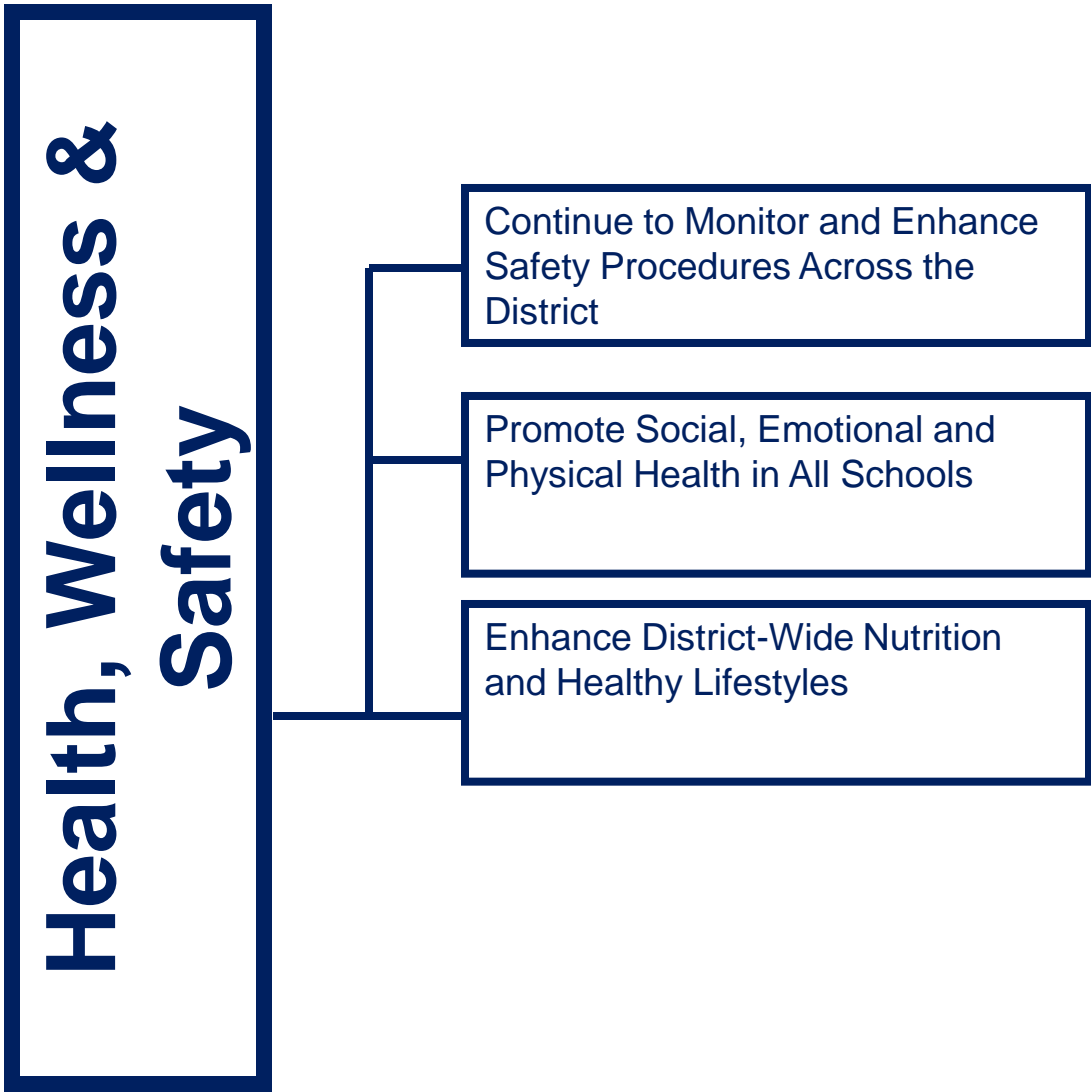 Health, Wellness &
Safety
Continue to Monitor and Enhance
Safety Procedures Across the
District
Promote Social, Emotional and
Physical Health in All Schools
Enhance District-Wide Nutrition
and Healthy Lifestyles